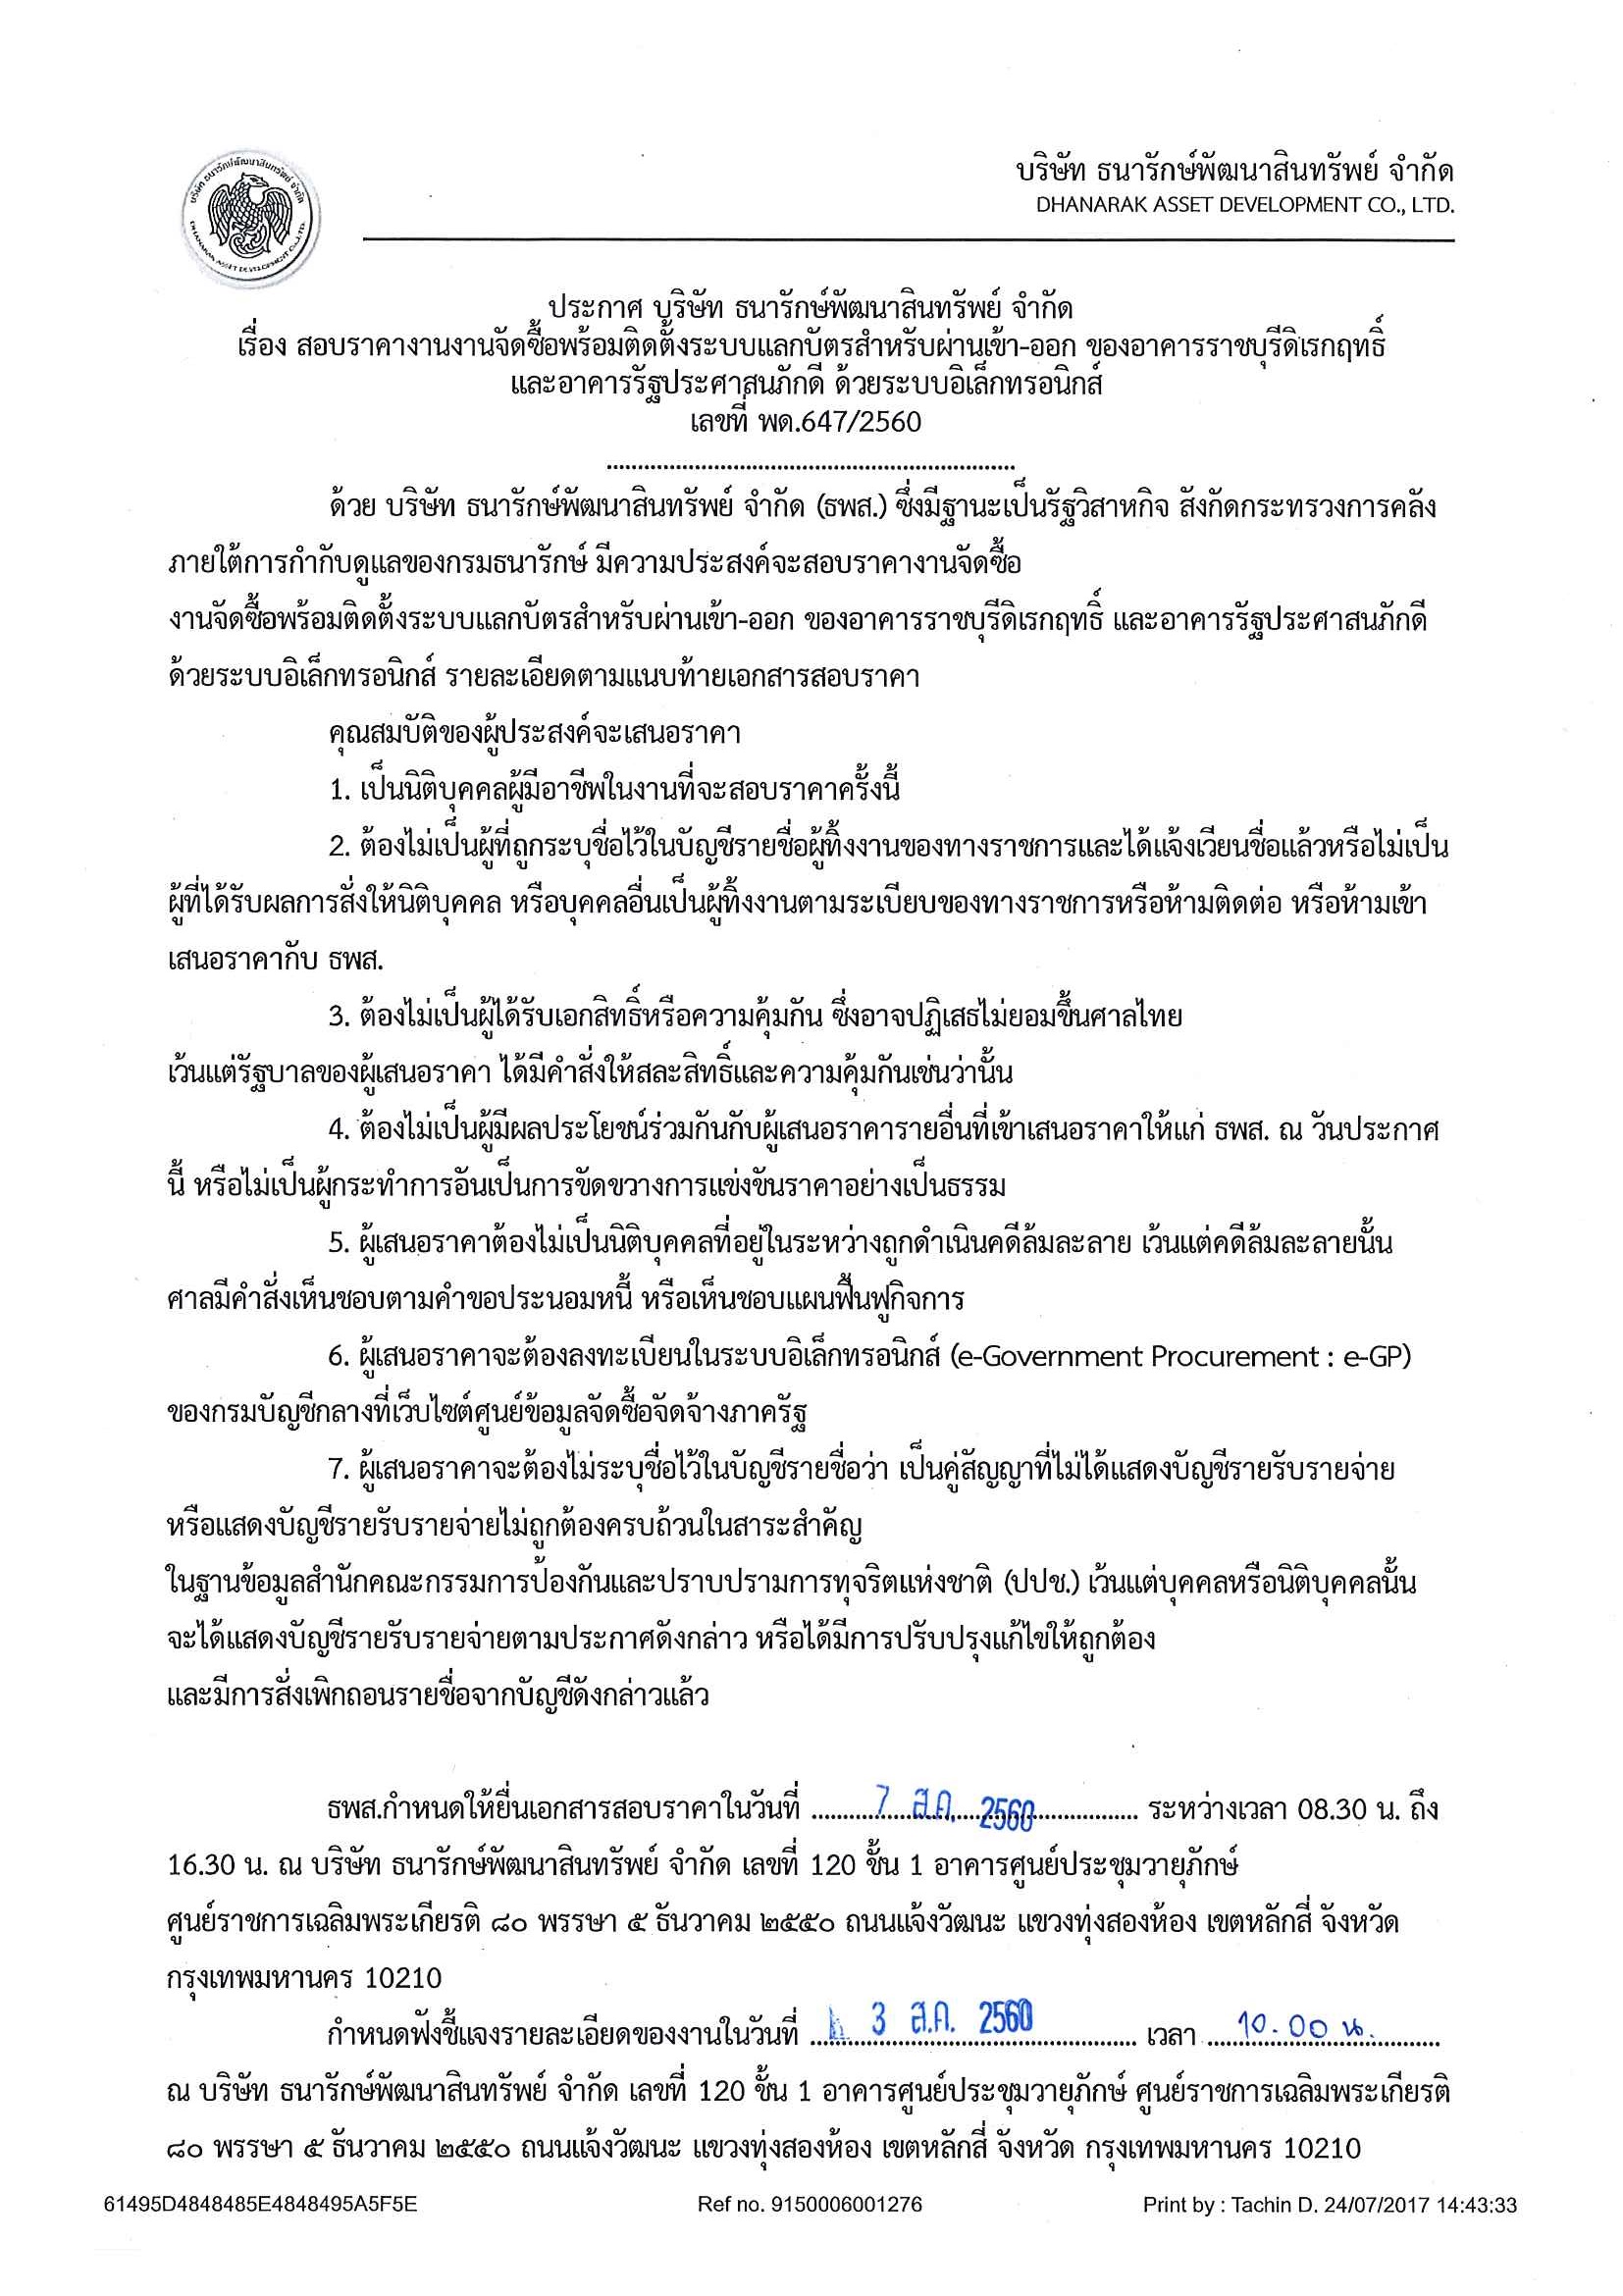 บริษัท ธนารักษ์พัฒนาสินทรัพย์ จำกัด
DHANARAK ASSET DEVELOPMENT CO., LTD.
บริษัท ธนารักษ์พัฒนาสินทรัพย์ จำกัด
DHANARAK ASSET DEVELOPMENT CO.,LTD.
ประกาศ บริษัท ธนารักษ์พัฒนาสินทรัพย์ จำกัด
เรื่อง สอบราคางานงานจัดซื้อพร้อมติดตั้งระบบแลกบัตรสำหรับผ่านเข้า-ออก ของอาคารราชบุรีดิเรกฤทธิ์
และอาคารรัฐประศาสนภักดี ด้วยระบบอิเล็กทรอนิกส์
เลขที่ พด.647/2560
ด้วย บริษัท ธนารักษ์พัฒนาสินทรัพย์ จำกัด (ธพส.) ซึ่งมีฐานะเป็นรัฐวิสาหกิจ สังกัดกระทรวงการคลัง
ภายใต้การกำกับดูแลของกรมธนารักษ์ มีความประสงค์จะสอบราคางานจัดซื้อ
งานจัดซื้อพร้อมติดตั้งระบบแลกบัตรสำหรับผ่านเข้า-ออก ของอาคารราชบุรีดิเรกฤทธิ์ และอาคารรัฐประศาสนภักดี
ด้วยระบบอิเล็กทรอนิกส์ รายละเอียดตามแนบท้ายเอกสารสอบราคา
คุณสมบัติของผู้ประสงค์จะเสนอราคา
1. เป็นนิติบุคคลผู้มีอาชีพในงานที่จะสอบราคาครั้งนี้
2. ต้องไม่เป็นผู้ที่ถูกระบุชื่อไว้ในบัญชีรายชื่อผู้ทิ้งงานของทางราชการและได้แจ้งเวียนชื่อแล้วหรือไม่เป็น
ผู้ที่ได้รับผลการสั่งให้นิติบุคคล หรือบุคคลอื่นเป็นผู้ทิ้งงานตามระเบียบของทางราชการหรือห้ามติดต่อ หรือห้ามเข้า
เสนอราคากับ ธพส.
3. ต้องไม่เป็นผู้ได้รับเอกสิทธิ์หรือความคุ้มกัน ซึ่งอาจปฏิเสธไม่ยอมขึ้นศาลไทย
เว้นแต่รัฐบาลของผู้เสนอราคา ได้มีคำสั่งให้สละสิทธิ์และความคุ้มกันเช่นว่านั้น
4. ต้องไม่เป็นผู้มีผลประโยชน์ร่วมกันกับผู้เสนอราคารายอื่นที่เข้าเสนอราคาให้แก่ ธพส. ณ วันประกาศ
นี้ หรือไม่เป็นผู้กระทำการอันเป็นการขัดขวางการแข่งขันราคาอย่างเป็นธรรม
5. ผู้เสนอราคาต้องไม่เป็นนิติบุคคลที่อยู่ในระหว่างถูกดำเนินคดีล้มละลาย เว้นแต่คดีล้มละลายนั้น
ศาลมีคำสั่งเห็นชอบตามคำขอประนอมหนี้ หรือเห็นชอบแผนฟื้นฟูกิจการ
6. ผู้เสนอราคาจะต้องลงทะเบียนในระบบอิเล็กทรอนิกส์ (e-Government Procurement : e-GP)
ของกรมบัญชีกลางที่เว็บไซต์ศูนย์ข้อมูลจัดซื้อจัดจ้างภาครัฐ
7. ผู้เสนอราคาจะต้องไม่ระบุชื่อไว้ในบัญชีรายชื่อว่า เป็นคู่สัญญาที่ไม่ได้แสดงบัญชีรายรับรายจ่าย
หรือแสดงบัญชีรายรับรายจ่ายไม่ถูกต้องครบถ้วนในสาระสำคัญ
ในฐานข้อมูลสำนักคณะกรรมการป้องกันและปราบปรามการทุจริตแห่งชาติ (ปปช.) เว้นแต่บุคคลหรือนิติบุคคลนั้น
จะได้แสดงบัญชีรายรับรายจ่ายตามประกาศดังกล่าว หรือได้มีการปรับปรุงแก้ไขให้ถูกต้อง
และมีการสั่งเพิกถอนรายชื่อจากบัญชีดังกล่าวแล้ว
ธพส.กำหนดให้ยื่นเอกสารสอบราคาในวันที่ 7 ส.ค. 2560 ระหว่างเวลา 08.30 น. ถึง
16.30 น. ณ บริษัท ธนารักษ์พัฒนาสินทรัพย์ จำกัด เลขที่ 120 ชั้น 1 อาคารศูนย์ประชุมวายุภักษ์
ศูนย์ราชการเฉลิมพระเกียรติ ๘๐ พรรษา ๕ ธันวาคม ๒๕๕๐ ถนนแจ้งวัฒนะ แขวงทุ่งสองห้อง เขตหลักสี่ จังหวัด
กรุงเทพมหานคร 10210
กำหนดฟังชี้แจงรายละเอียดของงานในวันที่ 3 ส.ค. 2560 เวลา 10.00 น.
ณ บริษัท ธนารักษ์พัฒนาสินทรัพย์ จำกัด เลขที่ 120 ชั้น 1 อาคารศูนย์ประชุมวายุภักษ์ ศูนย์ราชการเฉลิมพระเกียรติ
๘๐ พรรษา ๕ ธันวาคม ๒๕๕๐ ถนนแจ้งวัฒนะ แขวงทุ่งสองห้อง เขตหลักสี่ จังหวัด กรุงเทพมหานคร 10210
61495D4848485E4848495A5F5E Ref no. 9150006001276 Print by : Tachin D. 24/07/2017 14:43:33